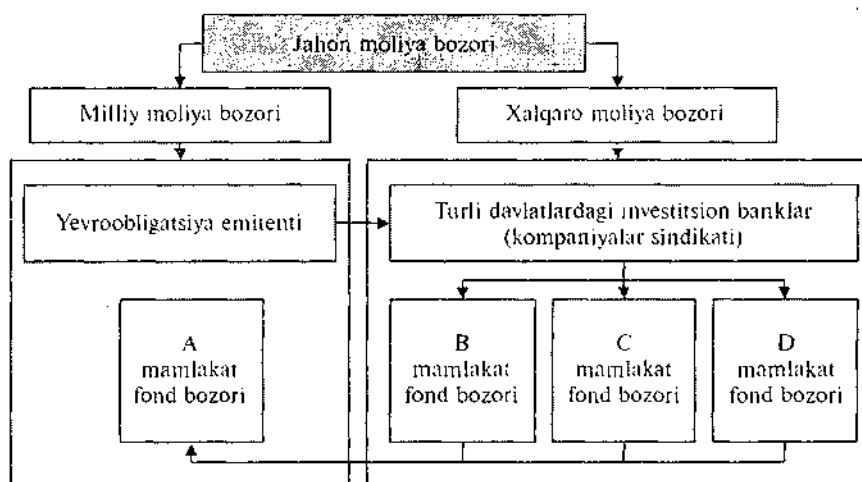 Jahon moliya bozori
Milliy moliya bozori
Xalqaro moliya bozori
Yevroobligatsiya emitenti
Turli davlatlardagi investitsion banklar
(kompaniyalar sindikati)
A
mamlakat
fond bozori
B
mamlakat
fond bozori
C
mamlakat
fond bozori
D
mamlakat
fond bozori